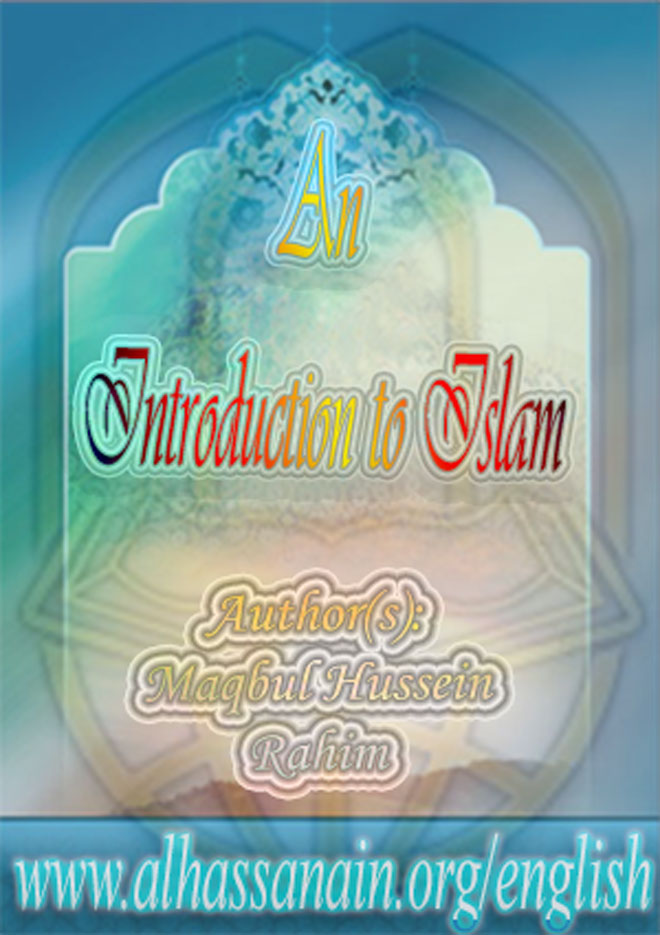 An
Introduction to Islam
Author(s):
Maqbul Hussein
Rahim
www.alhassanain.org/english